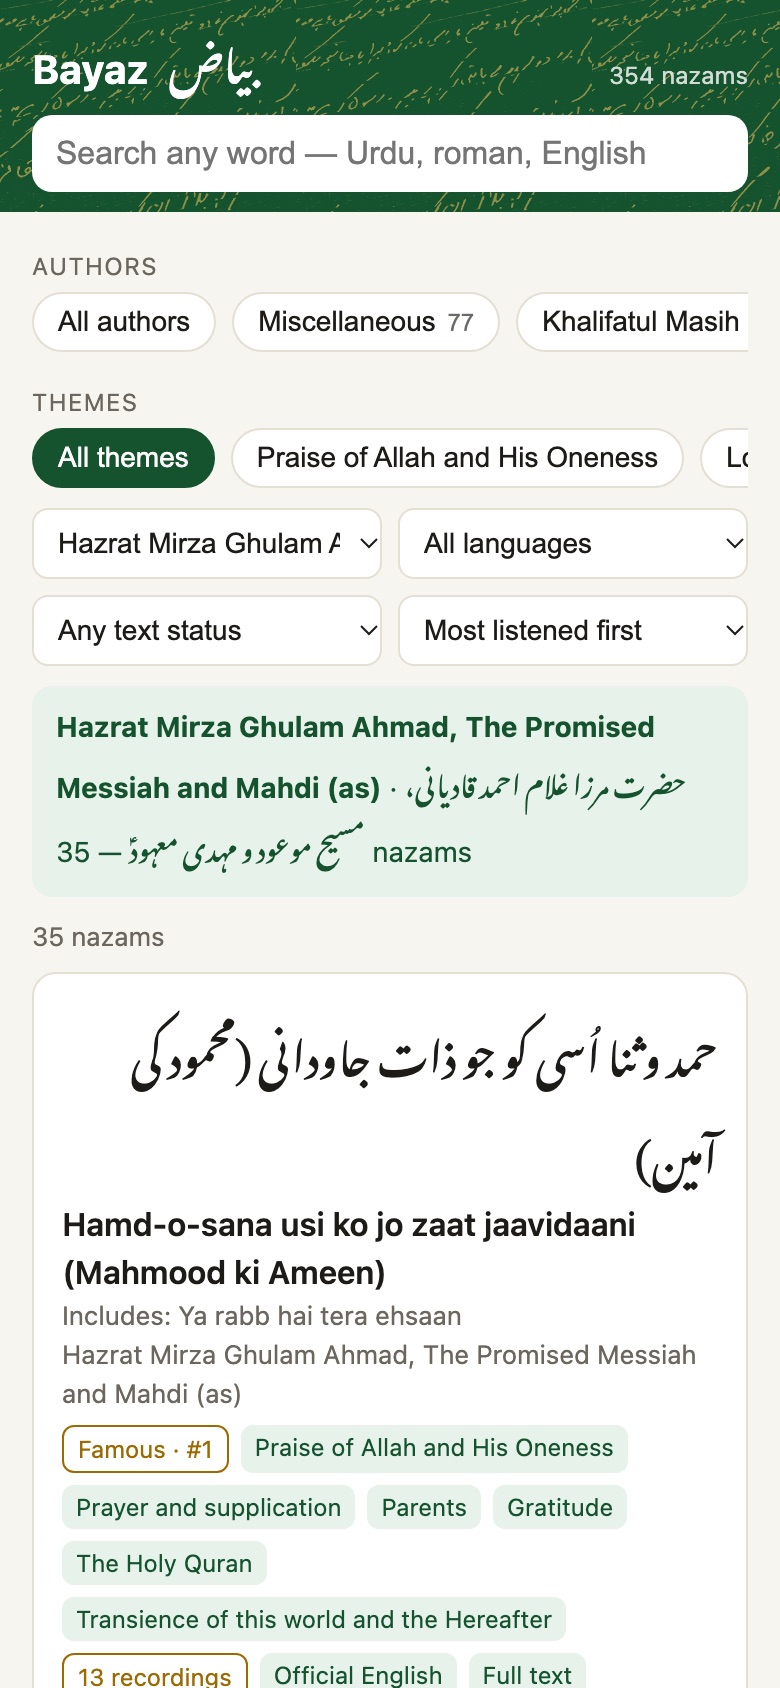 Bayaz بیاض
354 nazams
Search any word — Urdu, roman, English
AUTHORS
All authors
Miscellaneous 77
Khalifatul Masih
THEMES
All themes
Praise of Allah and His Oneness
Hazrat Mirza Ghulam
All languages
Any text status
Most listened first
Hazrat Mirza Ghulam Ahmad, The Promised
Messiah and Mahdi (as) · حضرت مرزا غلام احمد قادیانی،
مسیح موعود و مہدی معہودؑ — 35 nazams
35 nazams
حمد و ثنا اُسی کو جو ذات جاودانی (محمود کی
آمین)
Hamd-o-sana usi ko jo zaat jaavidaani
(Mahmood ki Ameen)
Includes: Ya rabb hai tera ehsaan
Hazrat Mirza Ghulam Ahmad, The Promised Messiah
and Mahdi (as)
Famous · #1
Praise of Allah and His Oneness
Prayer and supplication
Parents
Gratitude
The Holy Quran
Transience of this world and the Hereafter
13 recordings
Official English
Full text